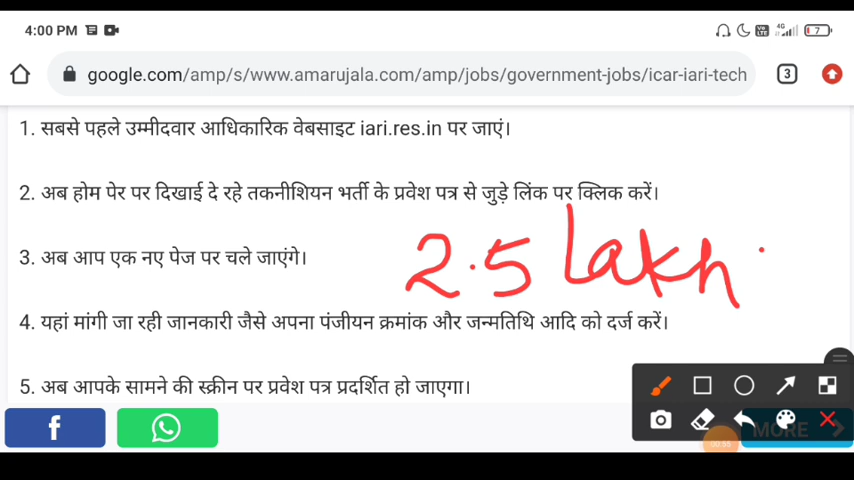 4:00 PM 4G 7
google.com/amp/s/www.amarujala.com/amp/jobs/government-jobs/icar-iari-tech 3
1. सबसे पहले उम्मीदवार आधिकारिक वेबसाइट iari.res.in पर जाएं।
2. अब होम पेर पर दिखाई दे रहे तकनीशियन भर्ती के प्रवेश पत्र से जुड़े लिंक पर क्लिक करें।
2.5 lakh
3. अब आप एक नए पेज पर चले जाएंगे।
4. यहां मांगी जा रही जानकारी जैसे अपना पंजीयन क्रमांक और जन्मतिथि आदि को दर्ज करें।
5. अब आपके सामने की स्क्रीन पर प्रवेश पत्र प्रदर्शित हो जाएगा।
f
MORE